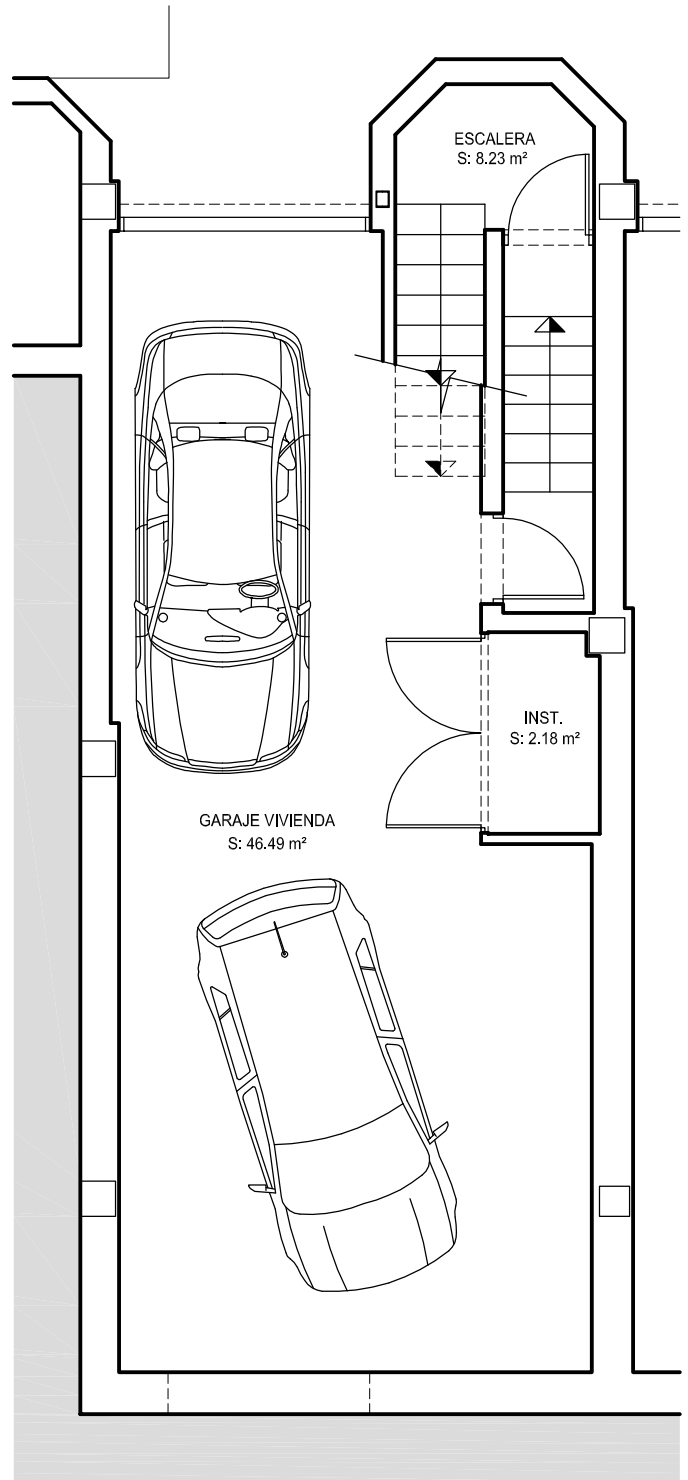 ESCALERA
S: 8.23 m²
INST.
S: 2.18 m²
GARAJE VIVIENDA
S: 46.49 m²